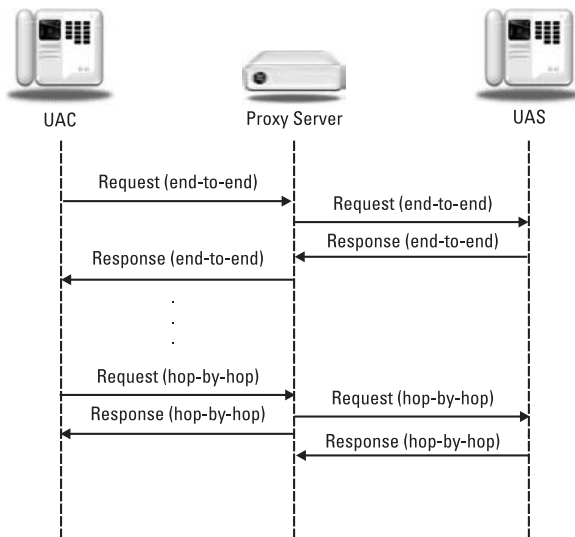 UAC
Proxy Server
UAS
Request (end-to-end)
Request (end-to-end)
Response (end-to-end)
Response (end-to-end)
.
.
.
Request (hop-by-hop)
Request (hop-by-hop)
Response (hop-by-hop)
Response (hop-by-hop)